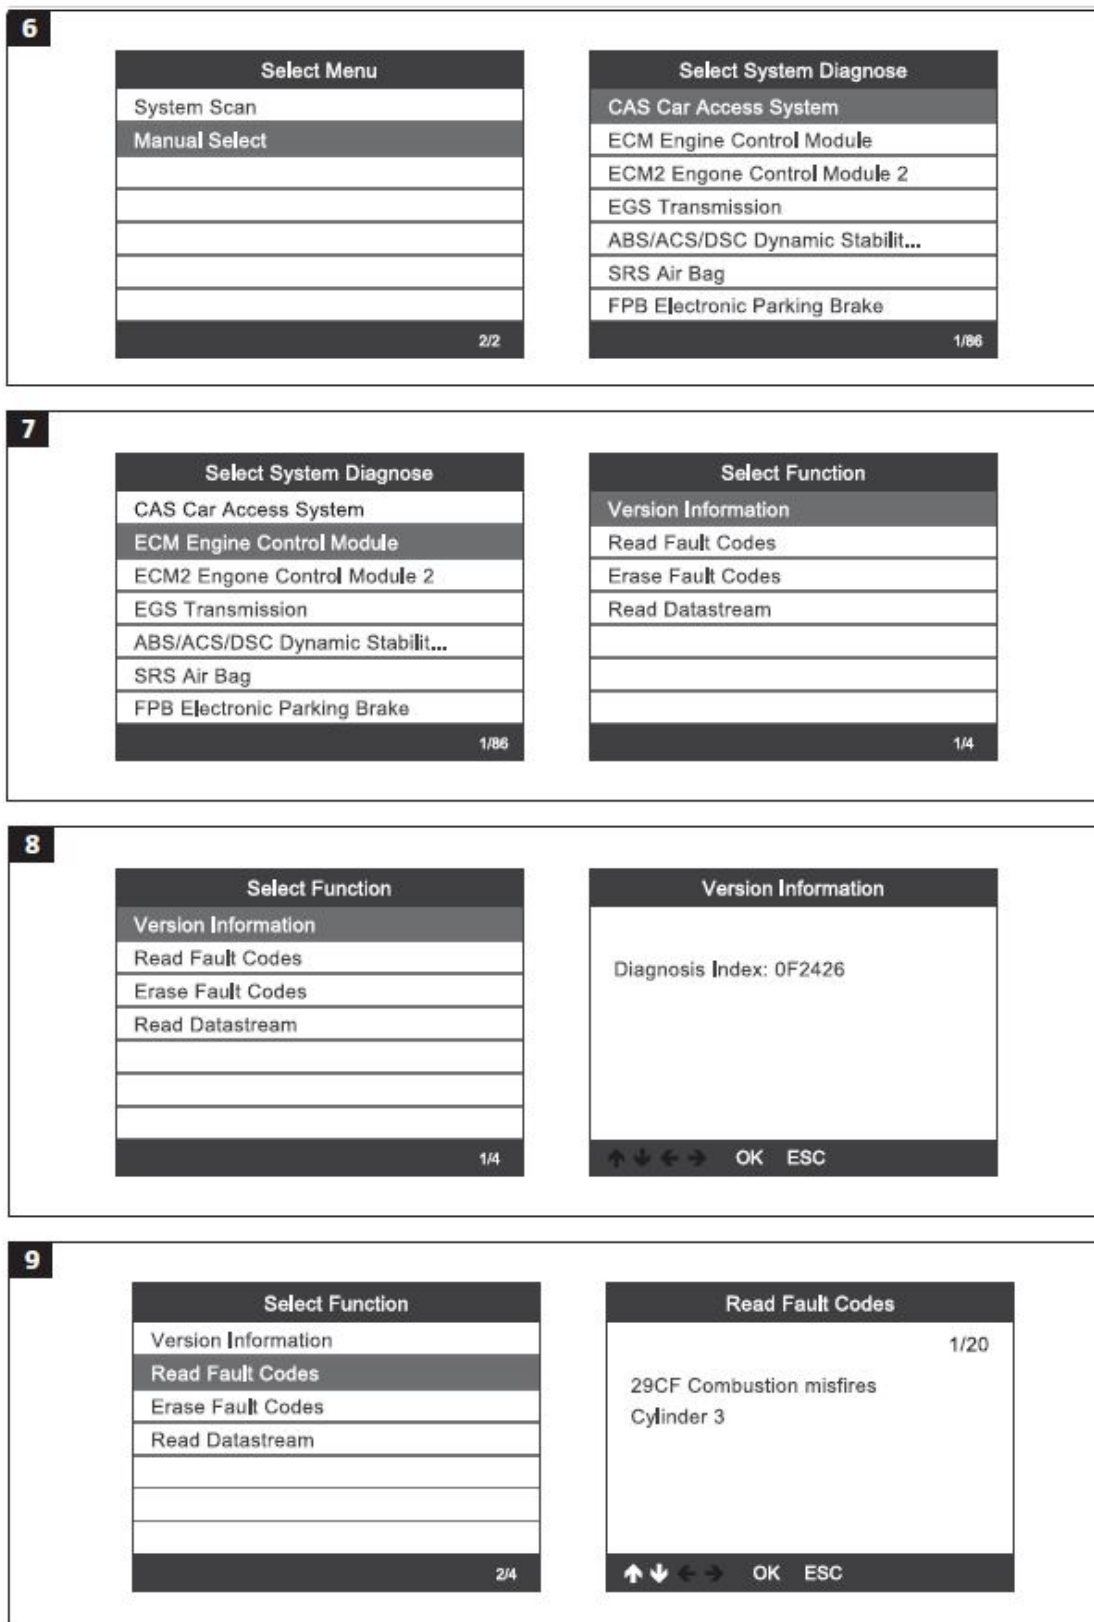 6
Select Menu
System Scan
Manual Select
2/2
Select System Diagnose
CAS Car Access System
ECM Engine Control Module
ECM2 Engone Control Module 2
EGS Transmission
ABS/ACS/DSC Dynamic Stabilit...
SRS Air Bag
FPB Electronic Parking Brake
1/86
7
Select System Diagnose
CAS Car Access System
ECM Engine Control Module
ECM2 Engone Control Module 2
EGS Transmission
ABS/ACS/DSC Dynamic Stabilit...
SRS Air Bag
FPB Electronic Parking Brake
1/86
Select Function
Version Information
Read Fault Codes
Erase Fault Codes
Read Datastream
1/4
8
Select Function
Version Information
Read Fault Codes
Erase Fault Codes
Read Datastream
1/4
Version Information
Diagnosis Index: 0F2426
OK ESC
9
Select Function
Version Information
Read Fault Codes
Erase Fault Codes
Read Datastream
2/4
Read Fault Codes
1/20
29CF Combustion misfires
Cylinder 3
OK ESC